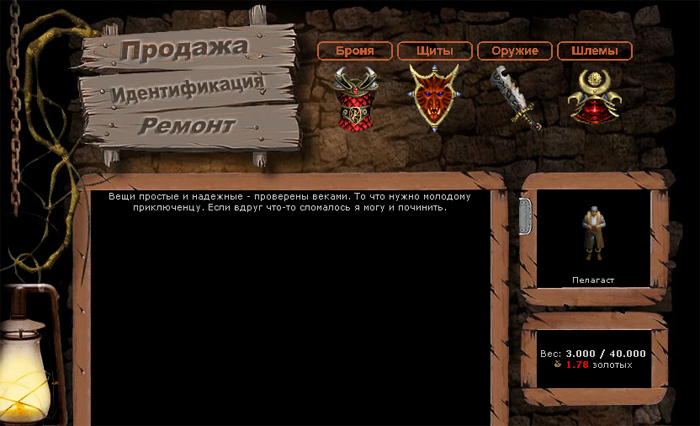 Продажа
Идентификация
Ремонт
Броня
Щиты
Оружие
Шлемы
Вещи простые и надежные - проверены веками. То что нужно молодому
приключенцу. Если вдруг что-то сломалось я могу и починить.
Пелагаст
Вес: 3.000 / 40.000
1.78 золотых